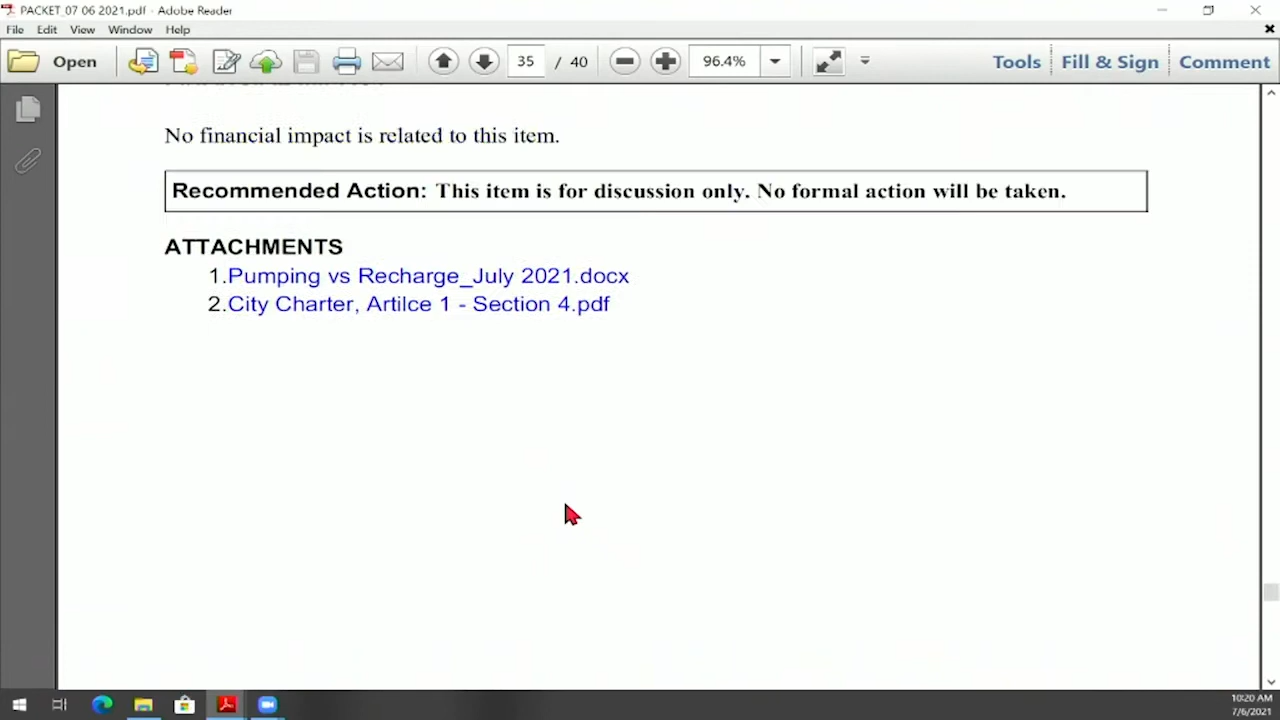 PACKET_07 06 2021.pdf - Adobe Reader
File Edit View Window Help
Open 35 / 40 96.4% Tools Fill & Sign Comment
No financial impact is related to this item.
Recommended Action: This item is for discussion only. No formal action will be taken.
ATTACHMENTS
1.Pumping vs Recharge_July 2021.docx
2.City Charter, Artilce 1 - Section 4.pdf
10:20 AM
7/6/2021